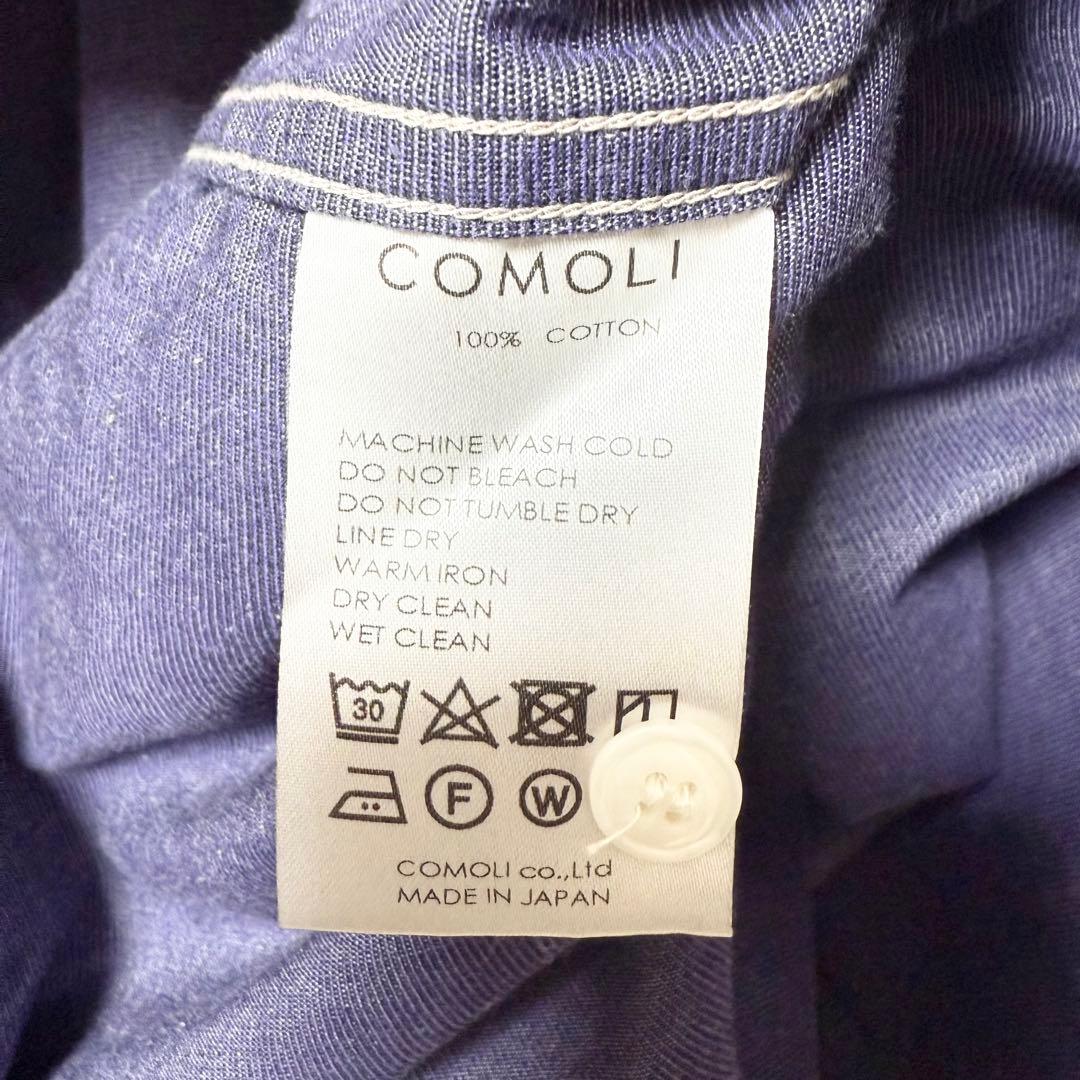 COMOLI
100% COTTON
MACHINE WASH COLD
DO NOT BLEACH
DO NOT TUMBLE DRY
LINE DRY
WARM IRON
DRY CLEAN
WET CLEAN
30
F W
COMOLI co.,Ltd
MADE IN JAPAN